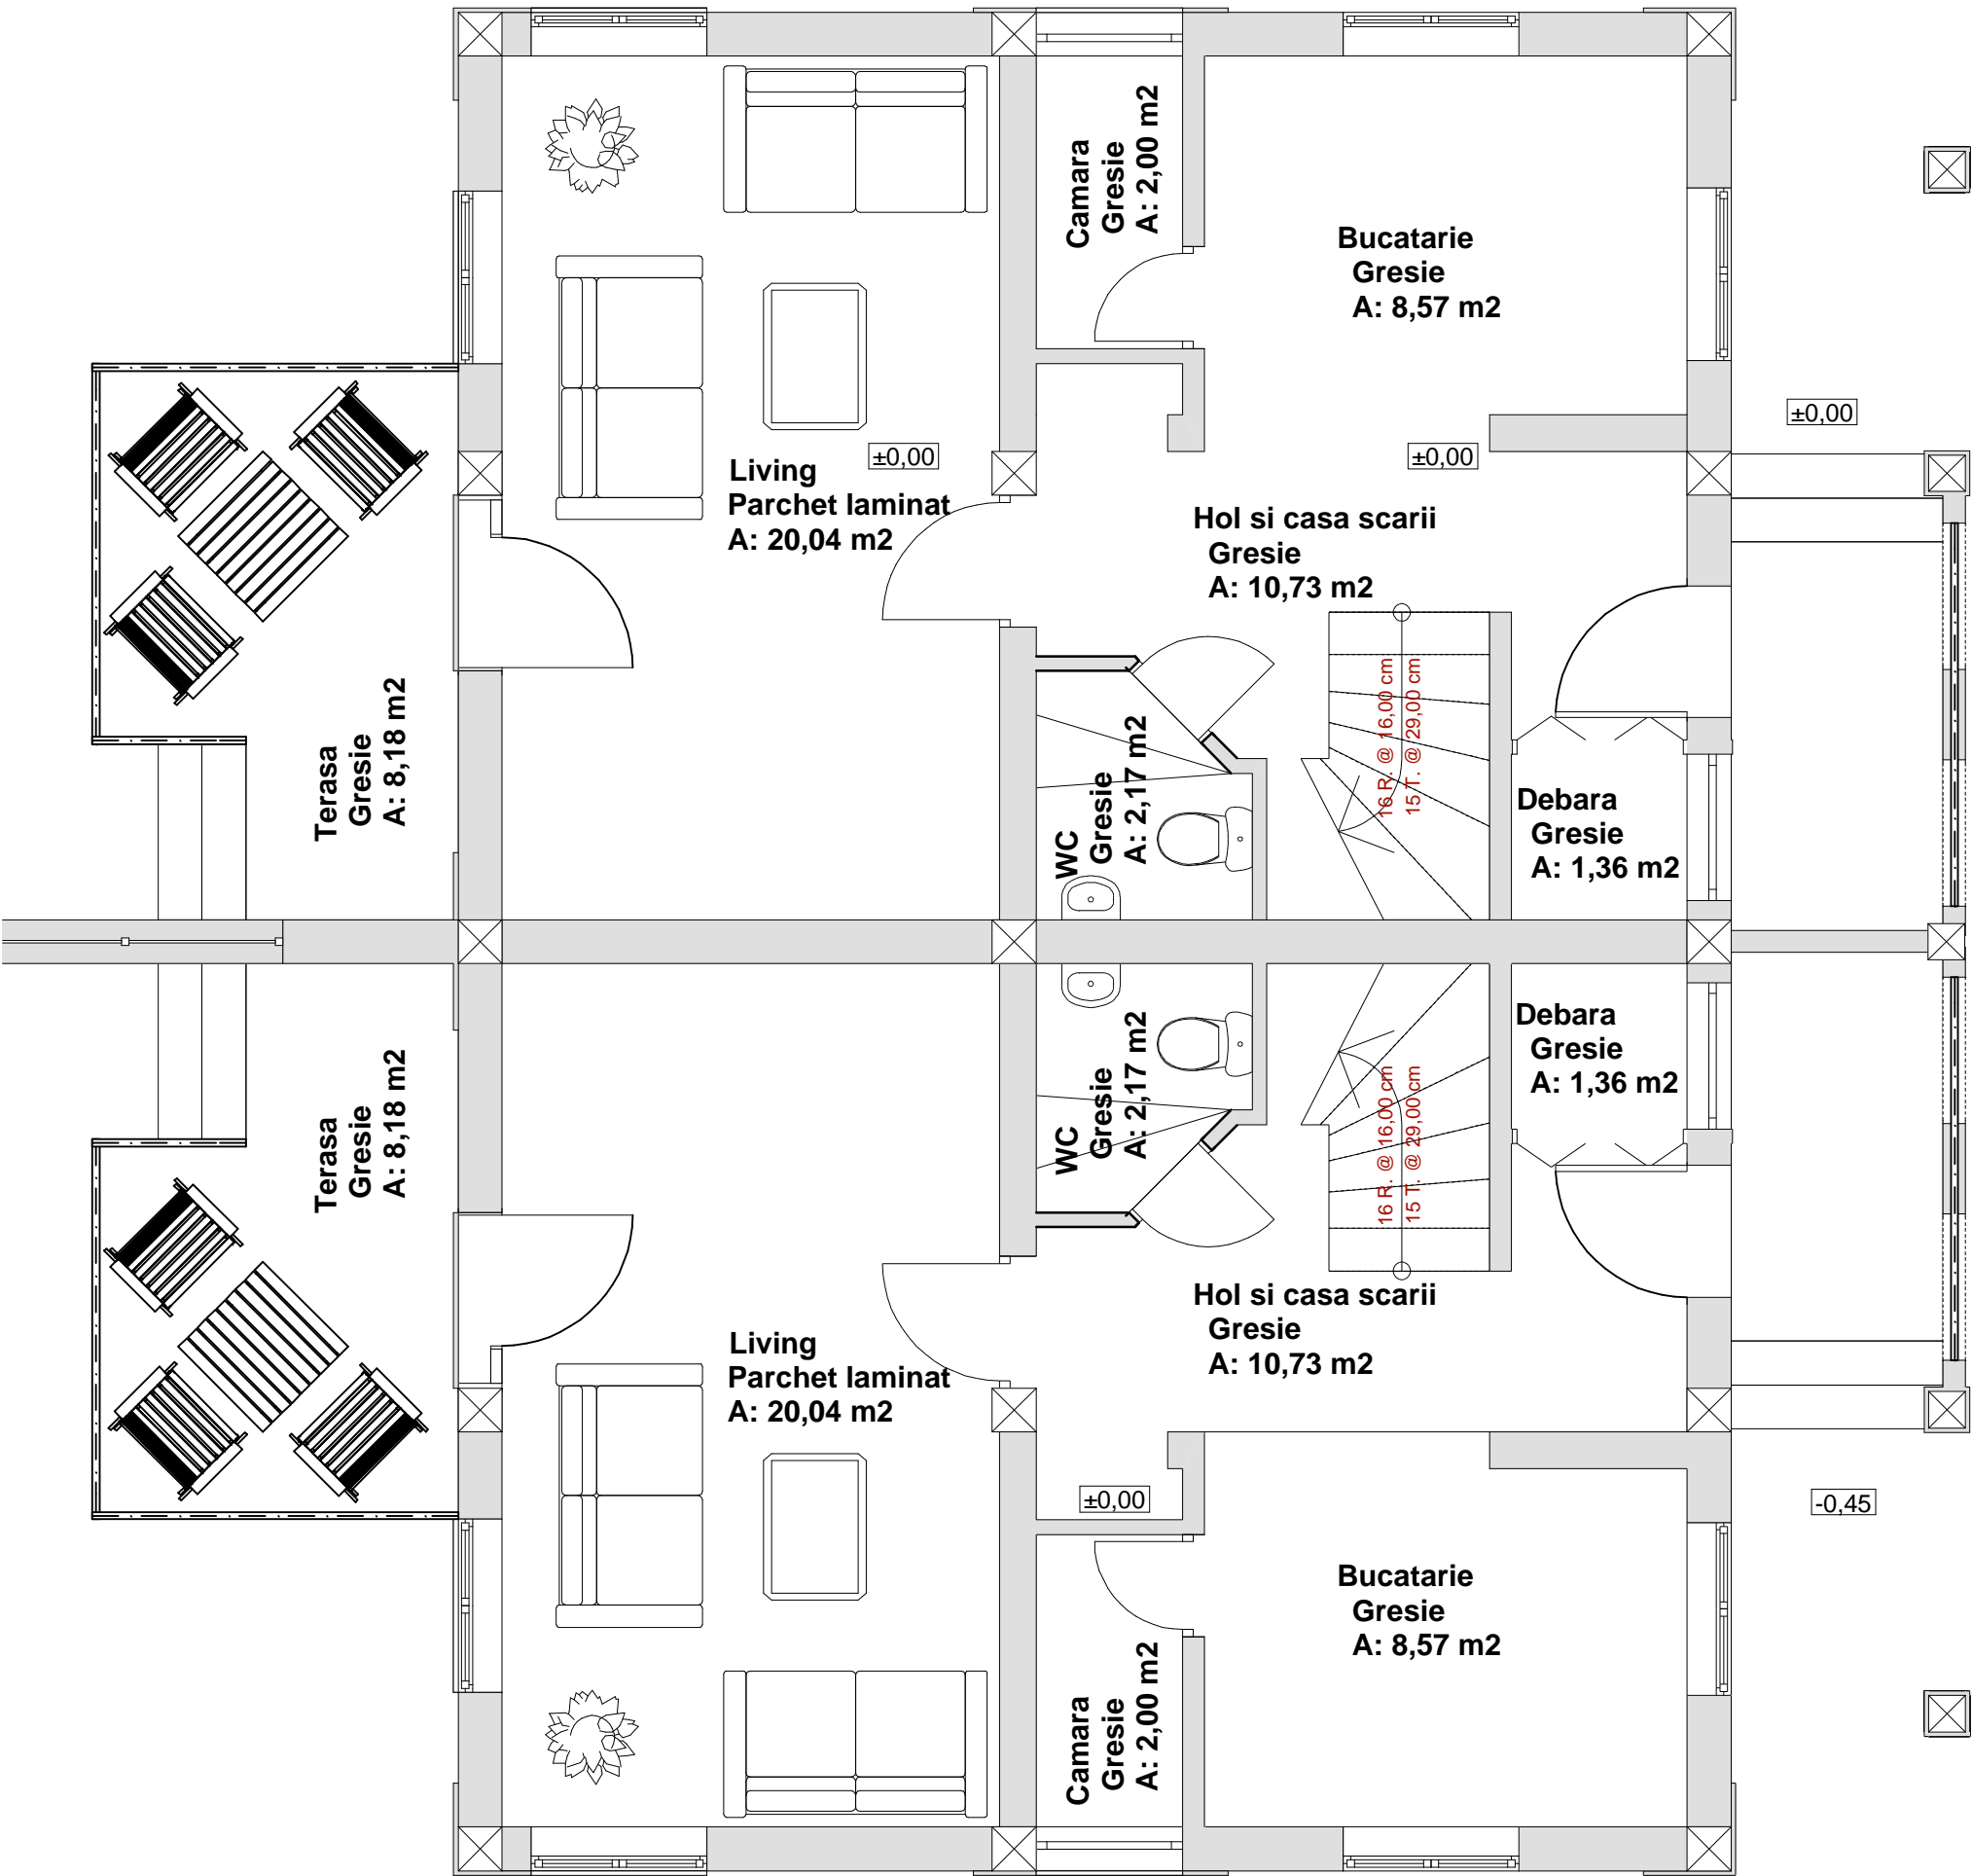 Camara
Gresie
A: 2,00 m2
Bucatarie
Gresie
A: 8,57 m2
±0,00
±0,00
±0,00
Living
Parchet laminat
A: 20,04 m2
Hol si casa scarii
Gresie
A: 10,73 m2
Terasa
Gresie
A: 8,18 m2
WC
Gresie
A: 2,17 m2
16 R. @ 16,00 cm
15 T. @ 29,00 cm
Debara
Gresie
A: 1,36 m2
Terasa
Gresie
A: 8,18 m2
WC
Gresie
A: 2,17 m2
16 R. @ 16,00 cm
15 T. @ 29,00 cm
Debara
Gresie
A: 1,36 m2
Living
Parchet laminat
A: 20,04 m2
Hol si casa scarii
Gresie
A: 10,73 m2
±0,00
-0,45
Camara
Gresie
A: 2,00 m2
Bucatarie
Gresie
A: 8,57 m2